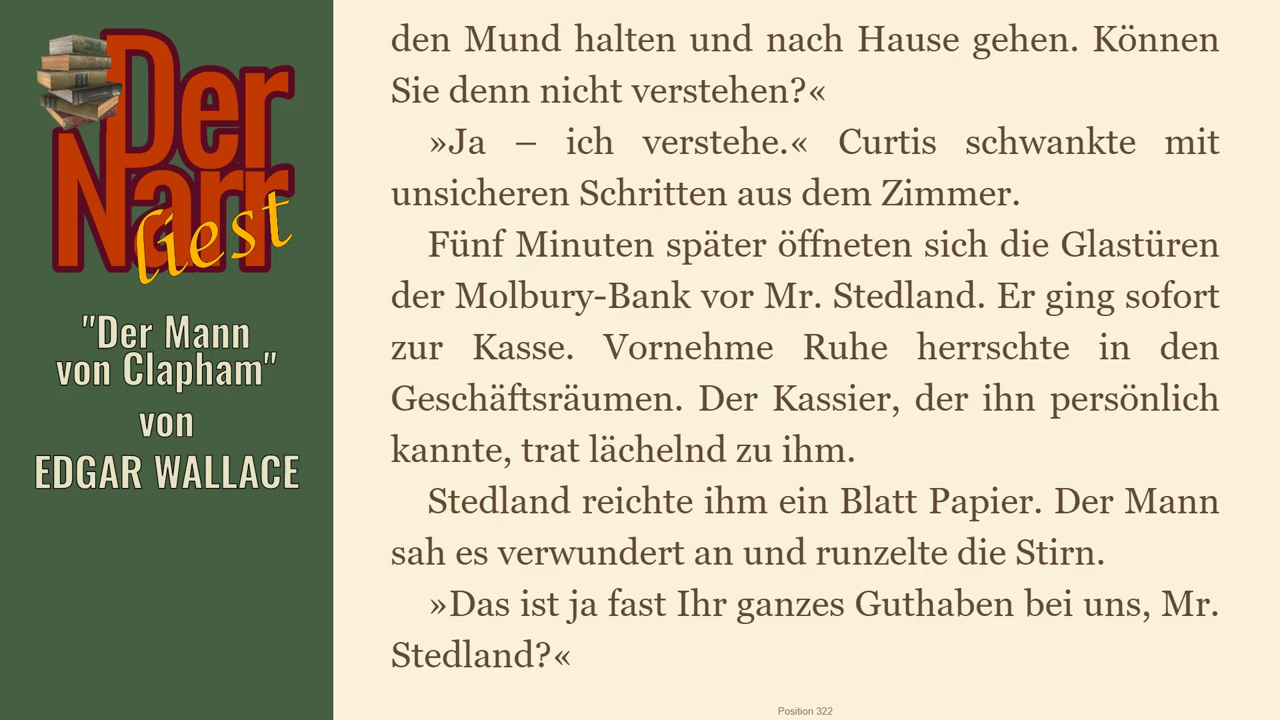 Der
Narr
liest
"Der Mann
von Clapham"
von
EDGAR WALLACE
den Mund halten und nach Hause gehen. Können
Sie denn nicht verstehen?«
»Ja – ich verstehe.« Curtis schwankte mit
unsicheren Schritten aus dem Zimmer.
Fünf Minuten später öffneten sich die Glastüren
der Molbury-Bank vor Mr. Stedland. Er ging sofort
zur Kasse. Vornehme Ruhe herrschte in den
Geschäftsräumen. Der Kassier, der ihn persönlich
kannte, trat lächelnd zu ihm.
Stedland reichte ihm ein Blatt Papier. Der Mann
sah es verwundert an und runzelte die Stirn.
»Das ist ja fast Ihr ganzes Guthaben bei uns, Mr.
Stedland?«
Position 322